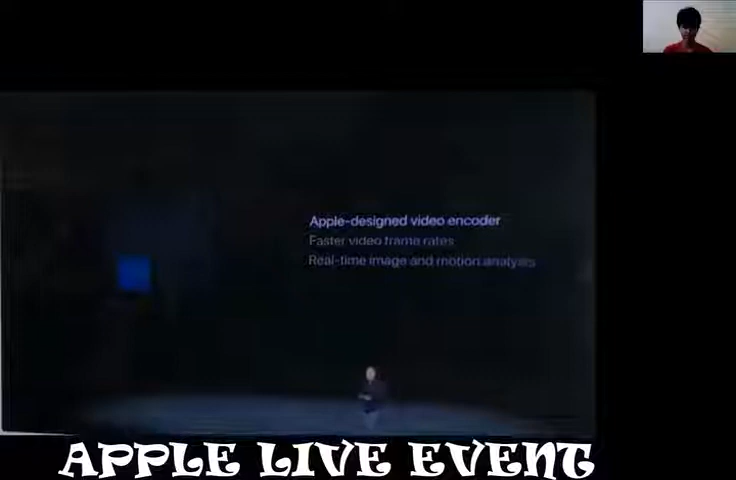 Apple-designed video encoder
Faster video frame rates
Real-time image and motion analysis
APPLE LIVE EVENT